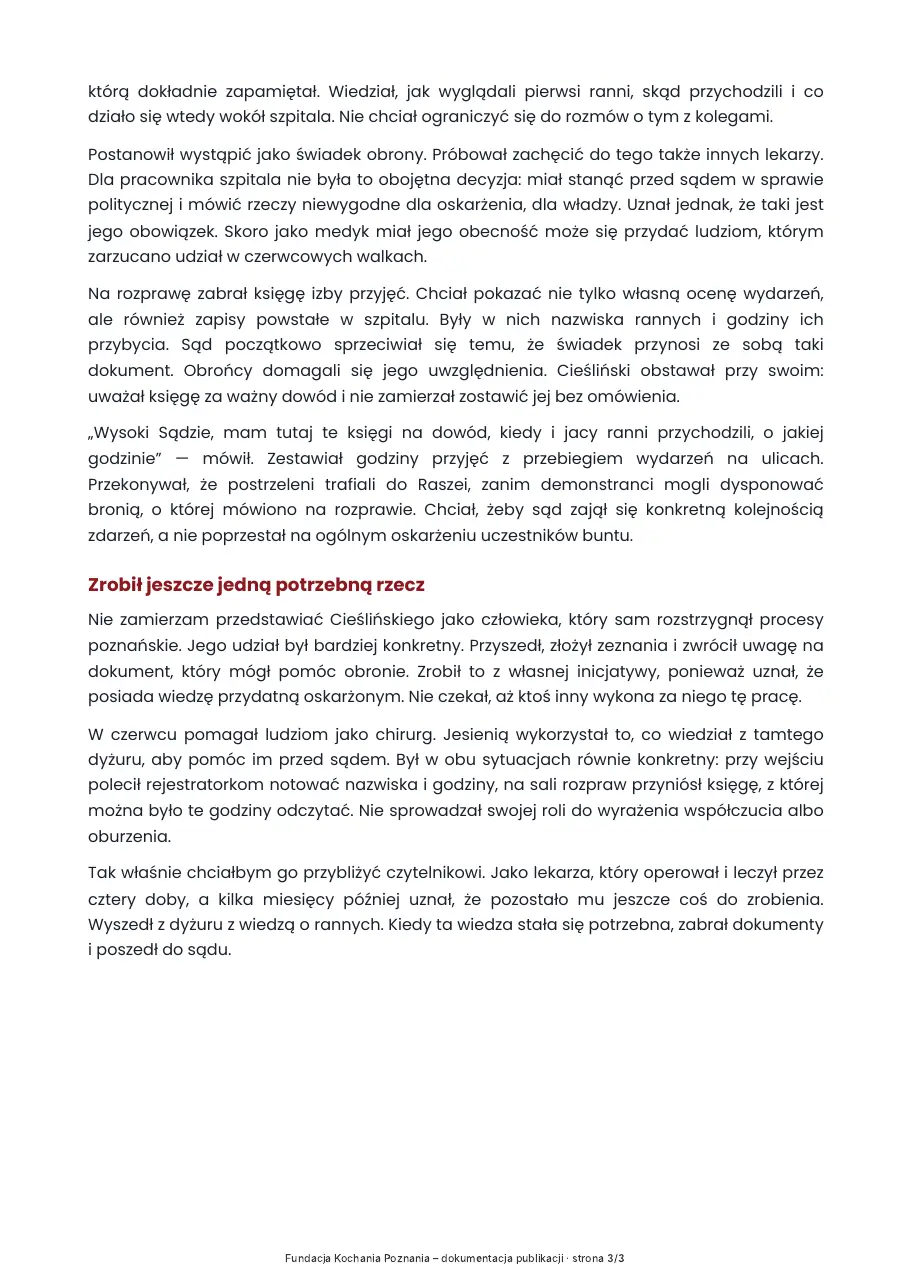 którą dokładnie zapamiętał. Wiedział, jak wyglądali pierwsi ranni, skąd przychodzili i co
działo się wtedy wokół szpitala. Nie chciał ograniczyć się do rozmów o tym z kolegami.
Postanowił wystąpić jako świadek obrony. Próbował zachęcić do tego także innych lekarzy.
Dla pracownika szpitala nie była to obojętna decyzja: miał stanąć przed sądem w sprawie
politycznej i mówić rzeczy niewygodne dla oskarżenia, dla władzy. Uznał jednak, że taki jest
jego obowiązek. Skoro jako medyk miał jego obecność może się przydać ludziom, którym
zarzucano udział w czerwcowych walkach.
Na rozprawę zabrał księgę izby przyjęć. Chciał pokazać nie tylko własną ocenę wydarzeń,
ale również zapisy powstałe w szpitalu. Były w nich nazwiska rannych i godziny ich
przybycia. Sąd początkowo sprzeciwiał się temu, że świadek przynosi ze sobą taki
dokument. Obrońcy domagali się jego uwzględnienia. Cieśliński obstawał przy swoim:
uważał księgę za ważny dowód i nie zamierzał zostawić jej bez omówienia.
„Wysoki Sądzie, mam tutaj te księgi na dowód, kiedy i jacy ranni przychodzili, o jakiej
godzinie” — mówił. Zestawiał godziny przyjęć z przebiegiem wydarzeń na ulicach.
Przekonywał, że postrzeleni trafiali do Raszei, zanim demonstranci mogli dysponować
bronią, o której mówiono na rozprawie. Chciał, żeby sąd zajął się konkretną kolejnością
zdarzeń, a nie poprzestał na ogólnym oskarżeniu uczestników buntu.
Zrobił jeszcze jedną potrzebną rzecz
Nie zamierzam przedstawiać Cieślińskiego jako człowieka, który sam rozstrzygnął procesy
poznańskie. Jego udział był bardziej konkretny. Przyszedł, złożył zeznania i zwrócił uwagę na
dokument, który mógł pomóc obronie. Zrobił to z własnej inicjatywy, ponieważ uznał, że
posiada wiedzę przydatną oskarżonym. Nie czekał, aż ktoś inny wykona za niego tę pracę.
W czerwcu pomagał ludziom jako chirurg. Jesienią wykorzystał to, co wiedział z tamtego
dyżuru, aby pomóc im przed sądem. Był w obu sytuacjach równie konkretny: przy wejściu
polecił rejestratorkom notować nazwiska i godziny, na sali rozpraw przyniósł księgę, z której
można było te godziny odczytać. Nie sprowadzał swojej roli do wyrażenia współczucia albo
oburzenia.
Tak właśnie chciałbym go przybliżyć czytelnikowi. Jako lekarza, który operował i leczył przez
cztery doby, a kilka miesięcy później uznał, że pozostało mu jeszcze coś do zrobienia.
Wyszedł z dyżuru z wiedzą o rannych. Kiedy ta wiedza stała się potrzebna, zabrał dokumenty
i poszedł do sądu.
Fundacja Kochania Poznania – dokumentacja publikacji · strona 3/3